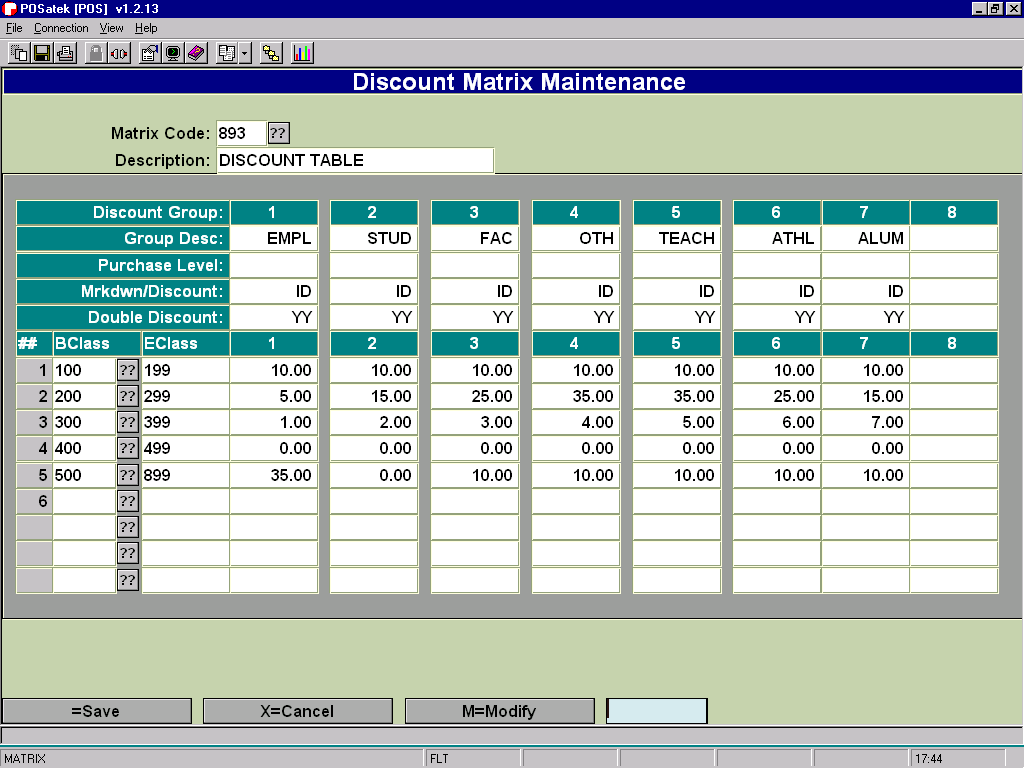 POSatek [POS] v1.2.13
File Connection View Help
Discount Matrix Maintenance
Matrix Code: 893 ??
Description: DISCOUNT TABLE
Discount Group: 1 2 3 4 5 6 7 8
Group Desc: EMPL STUD FAC OTH TEACH ATHL ALUM
Purchase Level:
Mrkdwn/Discount: ID ID ID ID ID ID ID
Double Discount: YY YY YY YY YY YY YY
## BClass EClass 1 2 3 4 5 6 7 8
1 100 ?? 199 10.00 10.00 10.00 10.00 10.00 10.00 10.00
2 200 ?? 299 5.00 15.00 25.00 35.00 35.00 25.00 15.00
3 300 ?? 399 1.00 2.00 3.00 4.00 5.00 6.00 7.00
4 400 ?? 499 0.00 0.00 0.00 0.00 0.00 0.00 0.00
5 500 ?? 899 35.00 0.00 10.00 10.00 10.00 10.00 10.00
6 ??
??
??
??
=Save X=Cancel M=Modify
MATRIX FLT 17:44